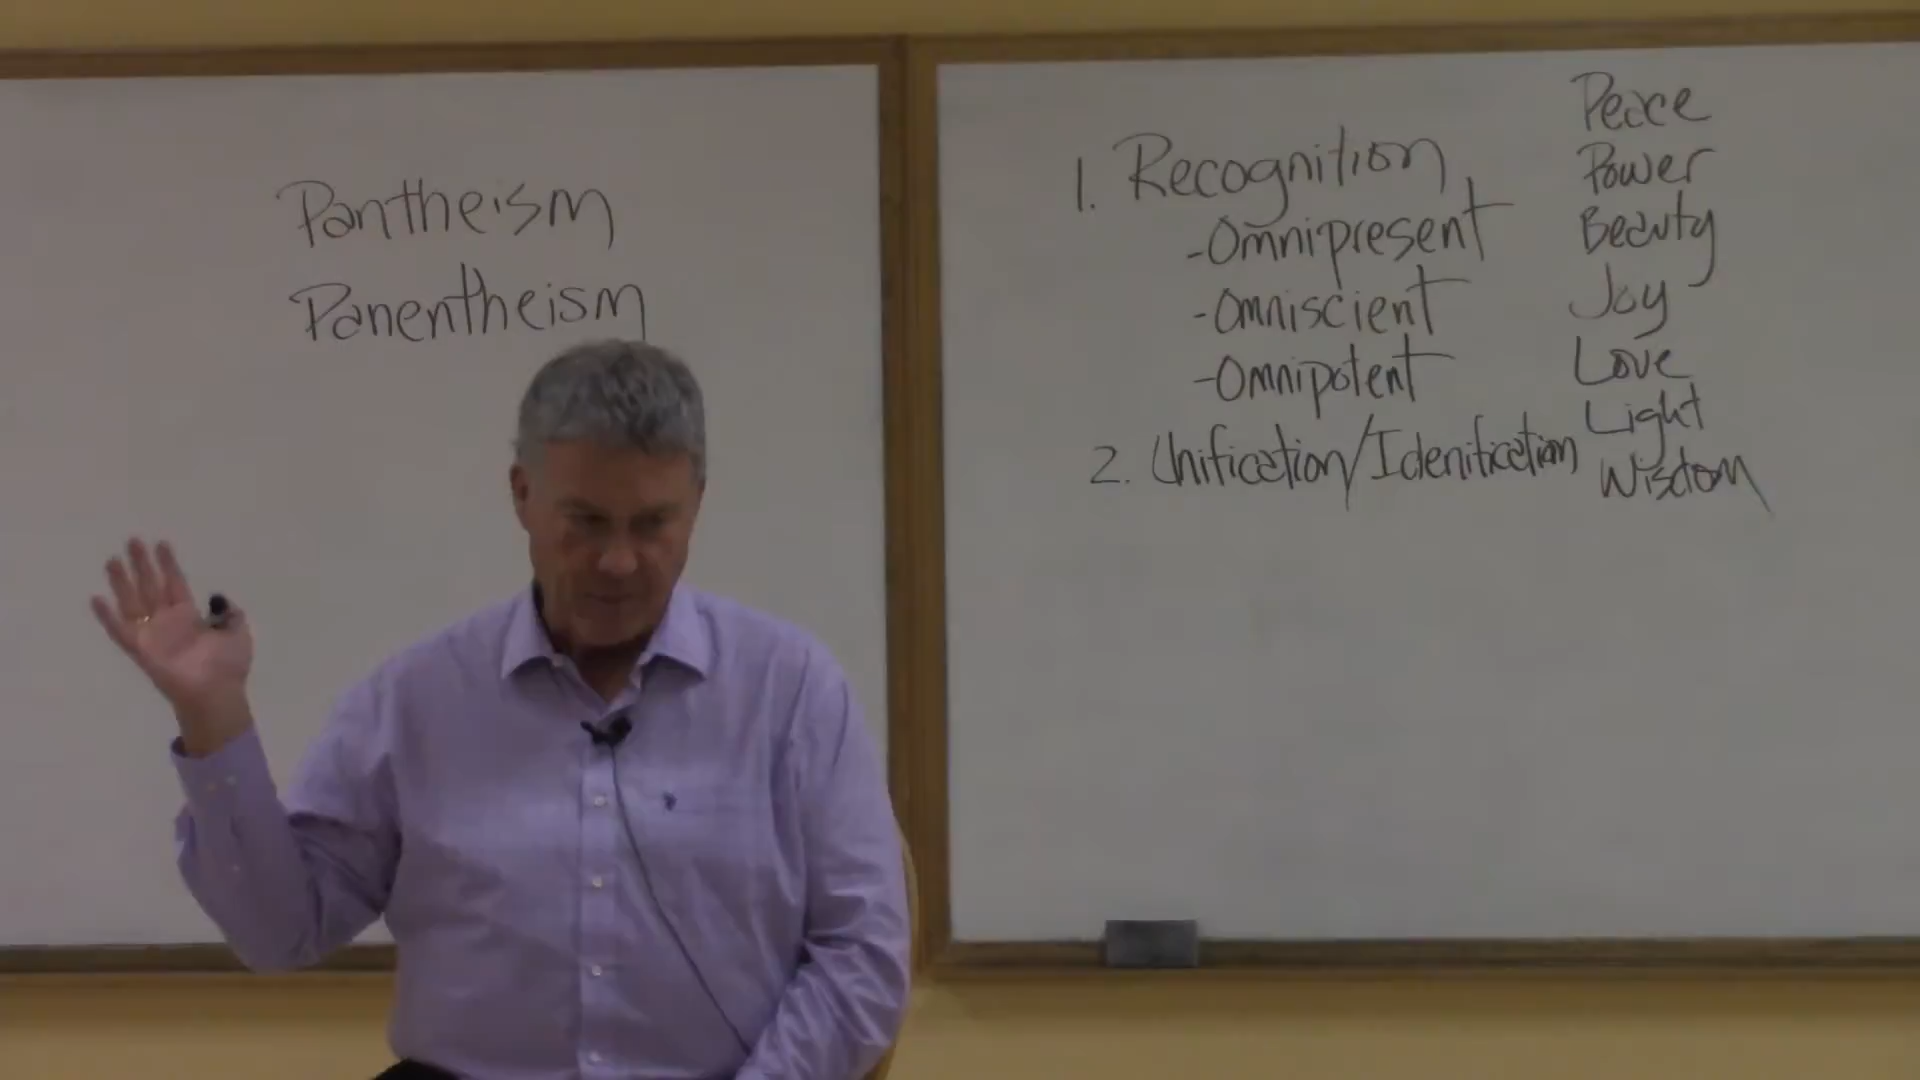 Pantheism
Panentheism
1. Recognition
-Omnipresent
-Omniscient
-Omnipotent
2. Unification/Idenification
Peace
Power
Beauty
Joy
Love
Light
Wisdom